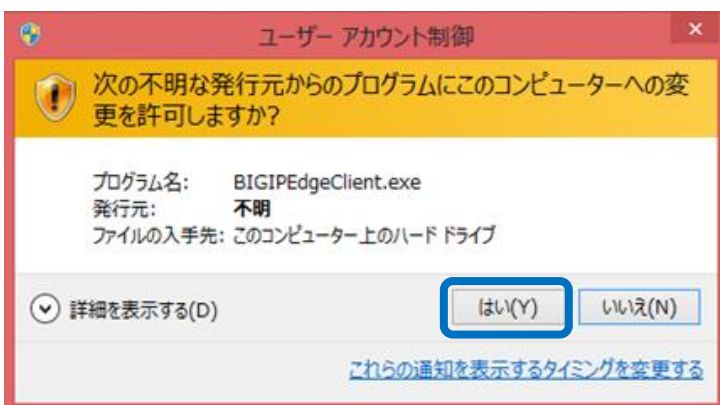 ユーザー アカウント制御
次の不明な発行元からのプログラムにこのコンピューターへの変
更を許可しますか?
プログラム名: BIGIPEdgeClient.exe
発行元: 不明
ファイルの入手先: このコンピューター上のハード ドライブ
詳細を表示する(D) はい(Y) いいえ(N)
これらの通知を表示するタイミングを変更する